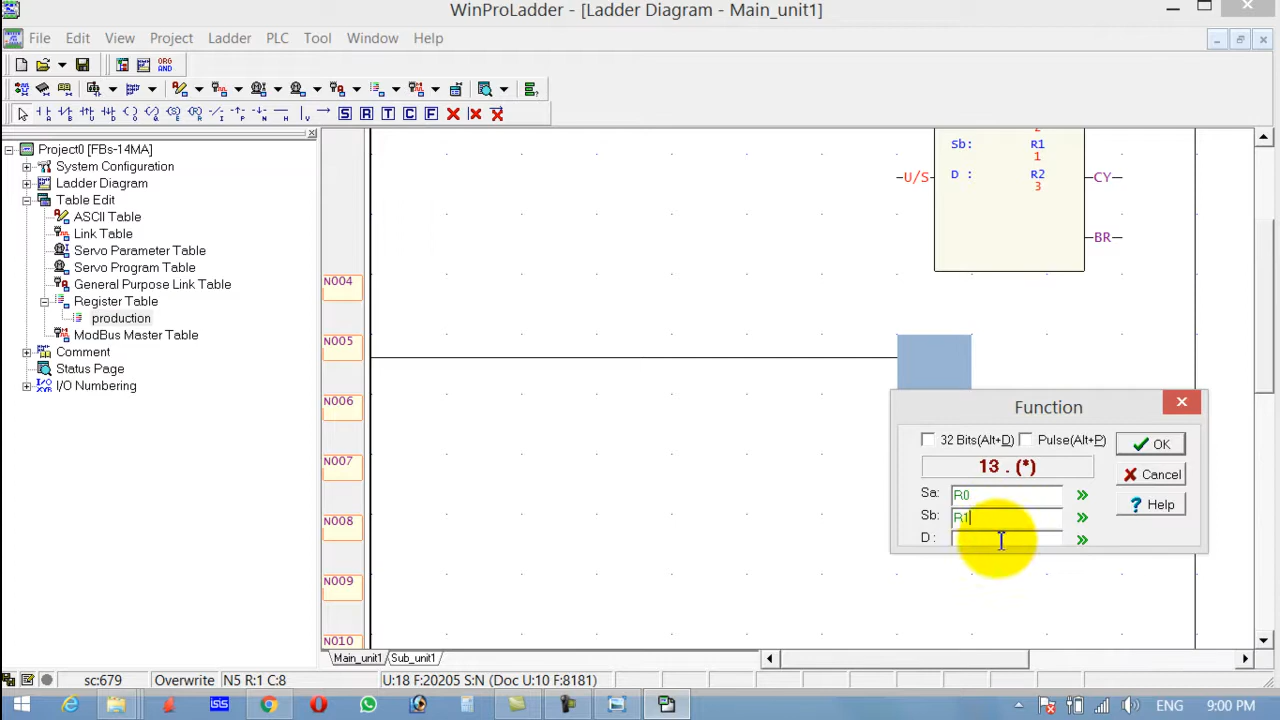 WinProLadder - [Ladder Diagram - Main_unit1]
File Edit View Project Ladder PLC Tool Window Help
ORG
AND
S R T C F
Project0 [FBs-14MA]
System Configuration
Ladder Diagram
Table Edit
ASCII Table
Link Table
Servo Parameter Table
Servo Program Table
General Purpose Link Table
Register Table
production
ModBus Master Table
Comment
Status Page
I/O Numbering
2
Sb: R1
1
U/S D : R2 CY
3
BR
N004
N005
N006
N007
N008
N009
N010
Function
32 Bits(Alt+D) Pulse(Alt+P) OK
13 . (*)
Cancel
Sa: R0
Help
Sb: R1
D :
Main_unit1 Sub_unit1
sc:679 Overwrite N5 R:1 C:8 U:18 F:20205 S:N (Doc U:10 F:8181)
ISIS
ENG 9:00 PM